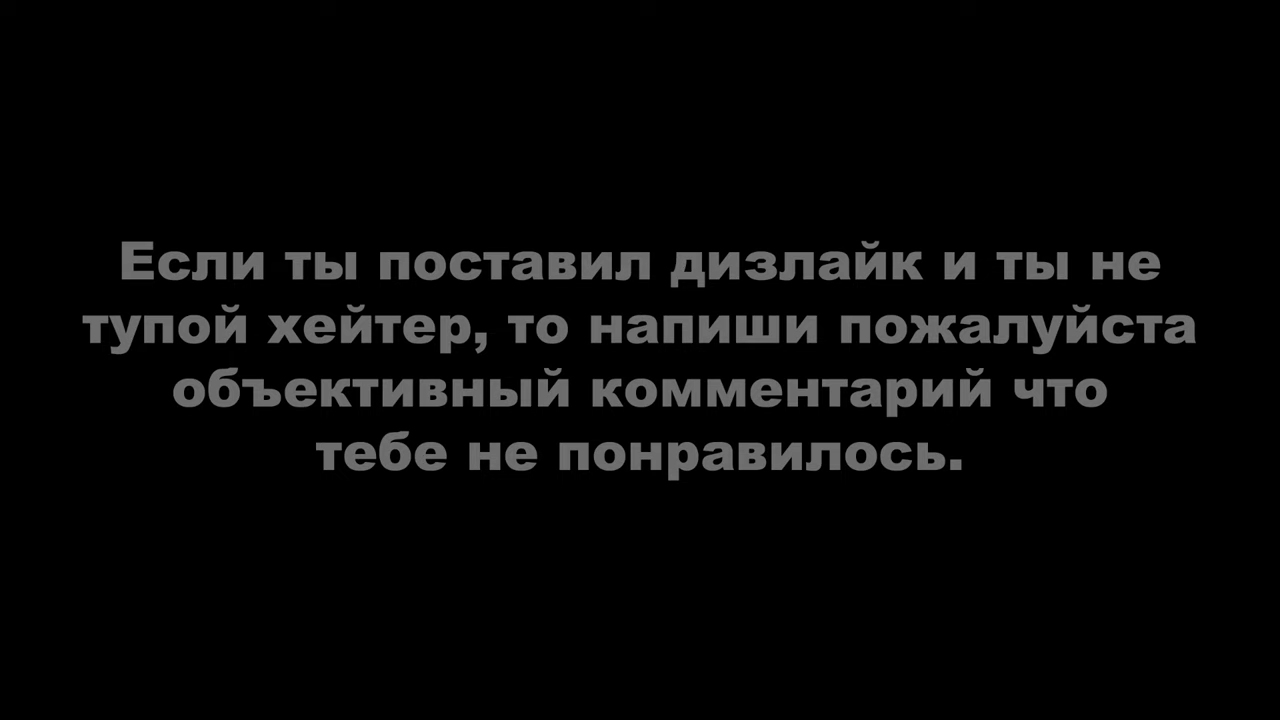 Если ты поставил дизлайк и ты не
тупой хейтер, то напиши пожалуйста
объективный комментарий что
тебе не понравилось.